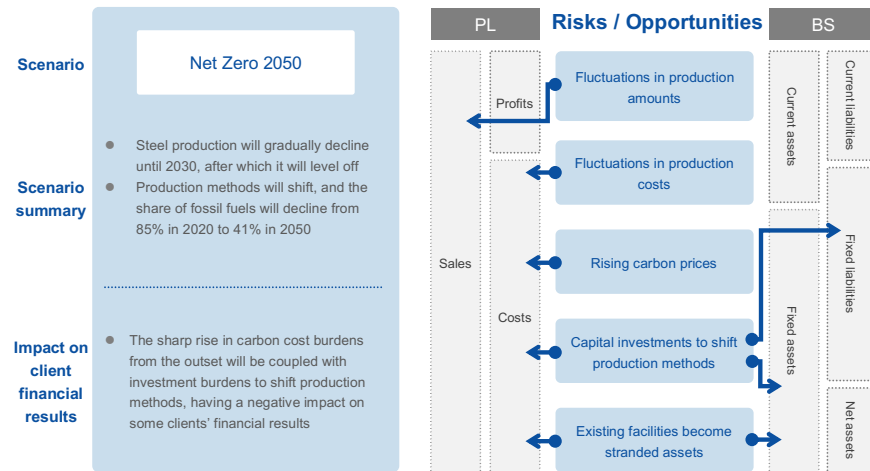 Scenario
Net Zero 2050
Scenario
summary
● Steel production will gradually decline
until 2030, after which it will level off
● Production methods will shift, and the
share of fossil fuels will decline from
85% in 2020 to 41% in 2050
Impact on
client
financial
results
● The sharp rise in carbon cost burdens
from the outset will be coupled with
investment burdens to shift production
methods, having a negative impact on
some clients' financial results
PL
Risks / Opportunities
BS
Sales
Profits
Costs
Fluctuations in production
amounts
Fluctuations in production
costs
Rising carbon prices
Capital investments to shift
production methods
Existing facilities become
stranded assets
Current assets
Fixed assets
Current liabilities
Fixed liabilities
Net assets